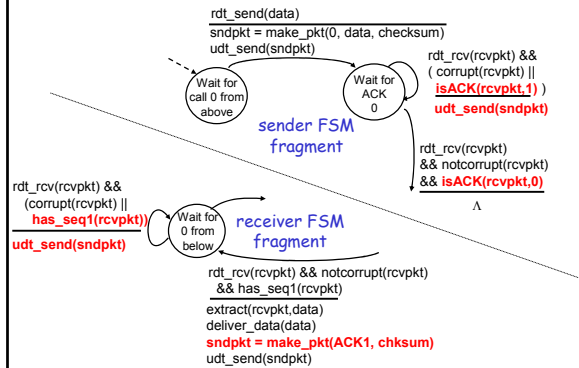 rdt_send(data)
sndpkt = make_pkt(0, data, checksum)
udt_send(sndpkt)
Wait for
call 0 from
above
Wait for
ACK
0
rdt_rcv(rcvpkt) &&
( corrupt(rcvpkt) ||
isACK(rcvpkt,1) )
udt_send(sndpkt)
sender FSM
fragment
rdt_rcv(rcvpkt)
&& notcorrupt(rcvpkt)
&& isACK(rcvpkt,0)
Λ
rdt_rcv(rcvpkt) &&
(corrupt(rcvpkt) ||
has_seq1(rcvpkt))
udt_send(sndpkt)
Wait for
0 from
below
receiver FSM
fragment
rdt_rcv(rcvpkt) && notcorrupt(rcvpkt)
&& has_seq1(rcvpkt)
extract(rcvpkt,data)
deliver_data(data)
sndpkt = make_pkt(ACK1, chksum)
udt_send(sndpkt)